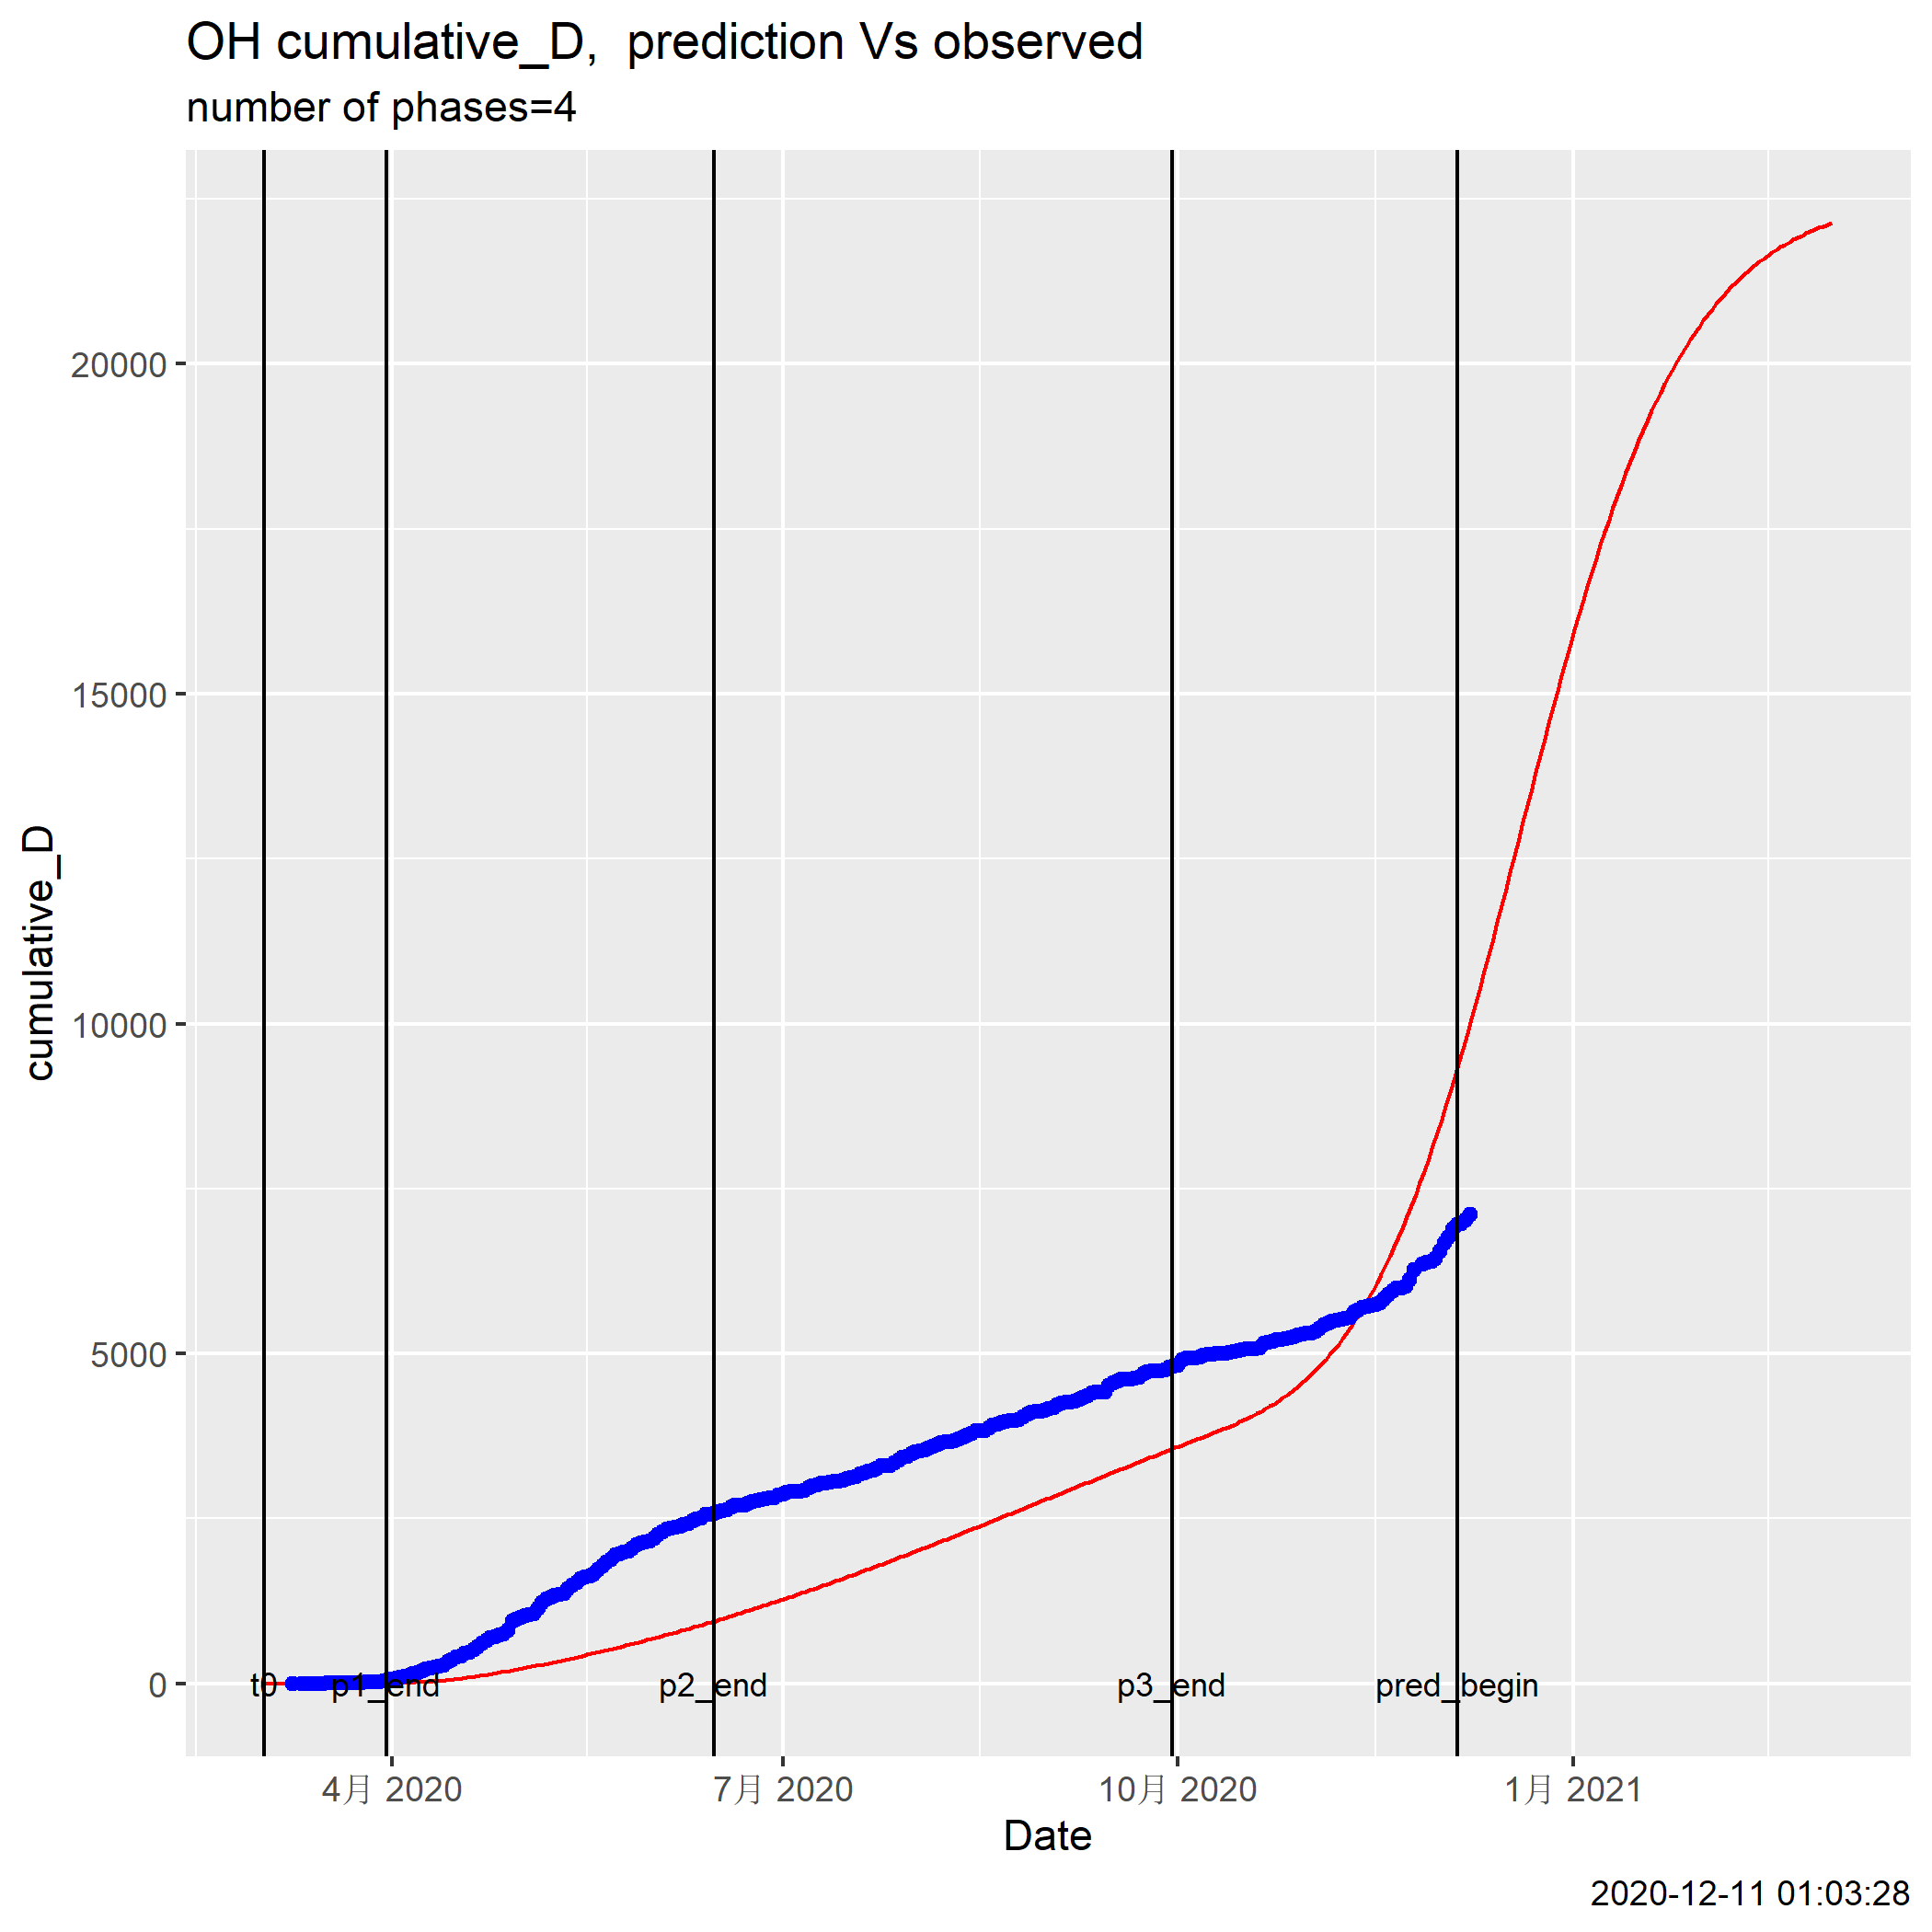 OH cumulative_D,  prediction Vs observed
number of phases=4
cumulative_D
20000
15000
10000
5000
0
t0
p1_end
p2_end
p3_end
pred_begin
4月 2020
7月 2020
10月 2020
1月 2021
Date
2020-12-11 01:03:28